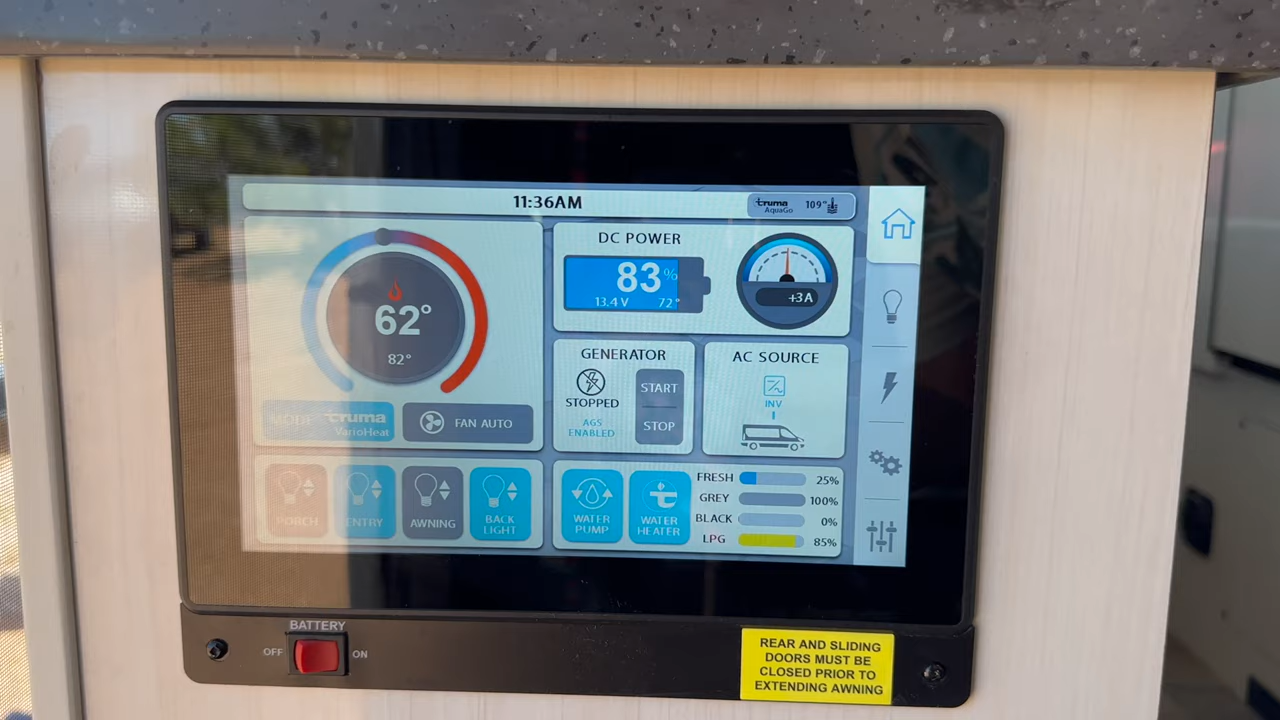 11:36AM
truma
AquaGo
109°
62°
82°
MODE
truma
VarioHeat
FAN AUTO
DC POWER
83%
13.4 V 72°
+3A
GENERATOR
STOPPED
AGS
ENABLED
START
STOP
AC SOURCE
INV
PORCH
ENTRY
AWNING
BACK
LIGHT
WATER
PUMP
WATER
HEATER
FRESH 25%
GREY 100%
BLACK 0%
LPG 85%
BATTERY
OFF ON
REAR AND SLIDING
DOORS MUST BE
CLOSED PRIOR TO
EXTENDING AWNING